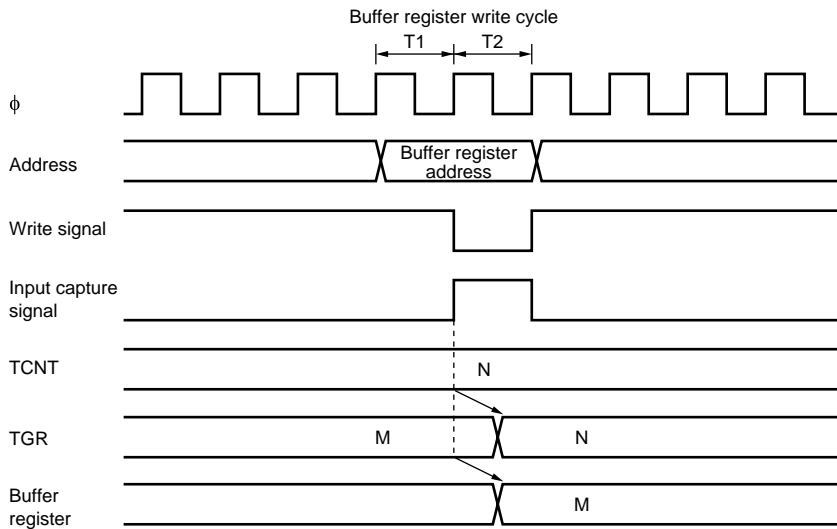 Buffer register write cycle
T1 T2
ϕ
Address
Buffer register
address
Write signal
Input capture
signal
TCNT
N
TGR
M N
Buffer
register
M